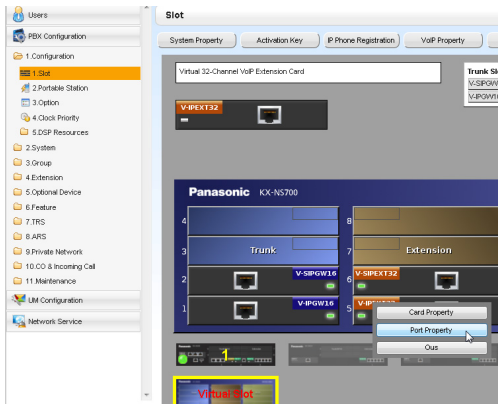 Users
PBX Configuration
1.Configuration
1.Slot
2.Portable Station
3.Option
4.Clock Priority
5.DSP Resources
2.System
3.Group
4.Extension
5.Optional Device
6.Feature
7.TRS
8.ARS
9.Private Network
10.CO & Incoming Call
11.Maintenance
UM Configuration
Network Service
Slot
System Property
Activation Key
IP Phone Registration
VoIP Property
Virtual 32-Channel VoIP Extension Card
Trunk Sl
V-SIPGW
V-IPGW16
V-IPEXT32
Panasonic KX-NS700
4
8
3 Trunk
7 Extension
2 V-SIPGW16
6 V-SIPEXT32
1 V-IPGW16
5 V-IP
Card Property
Port Property
Ous
1
Virtual Slot